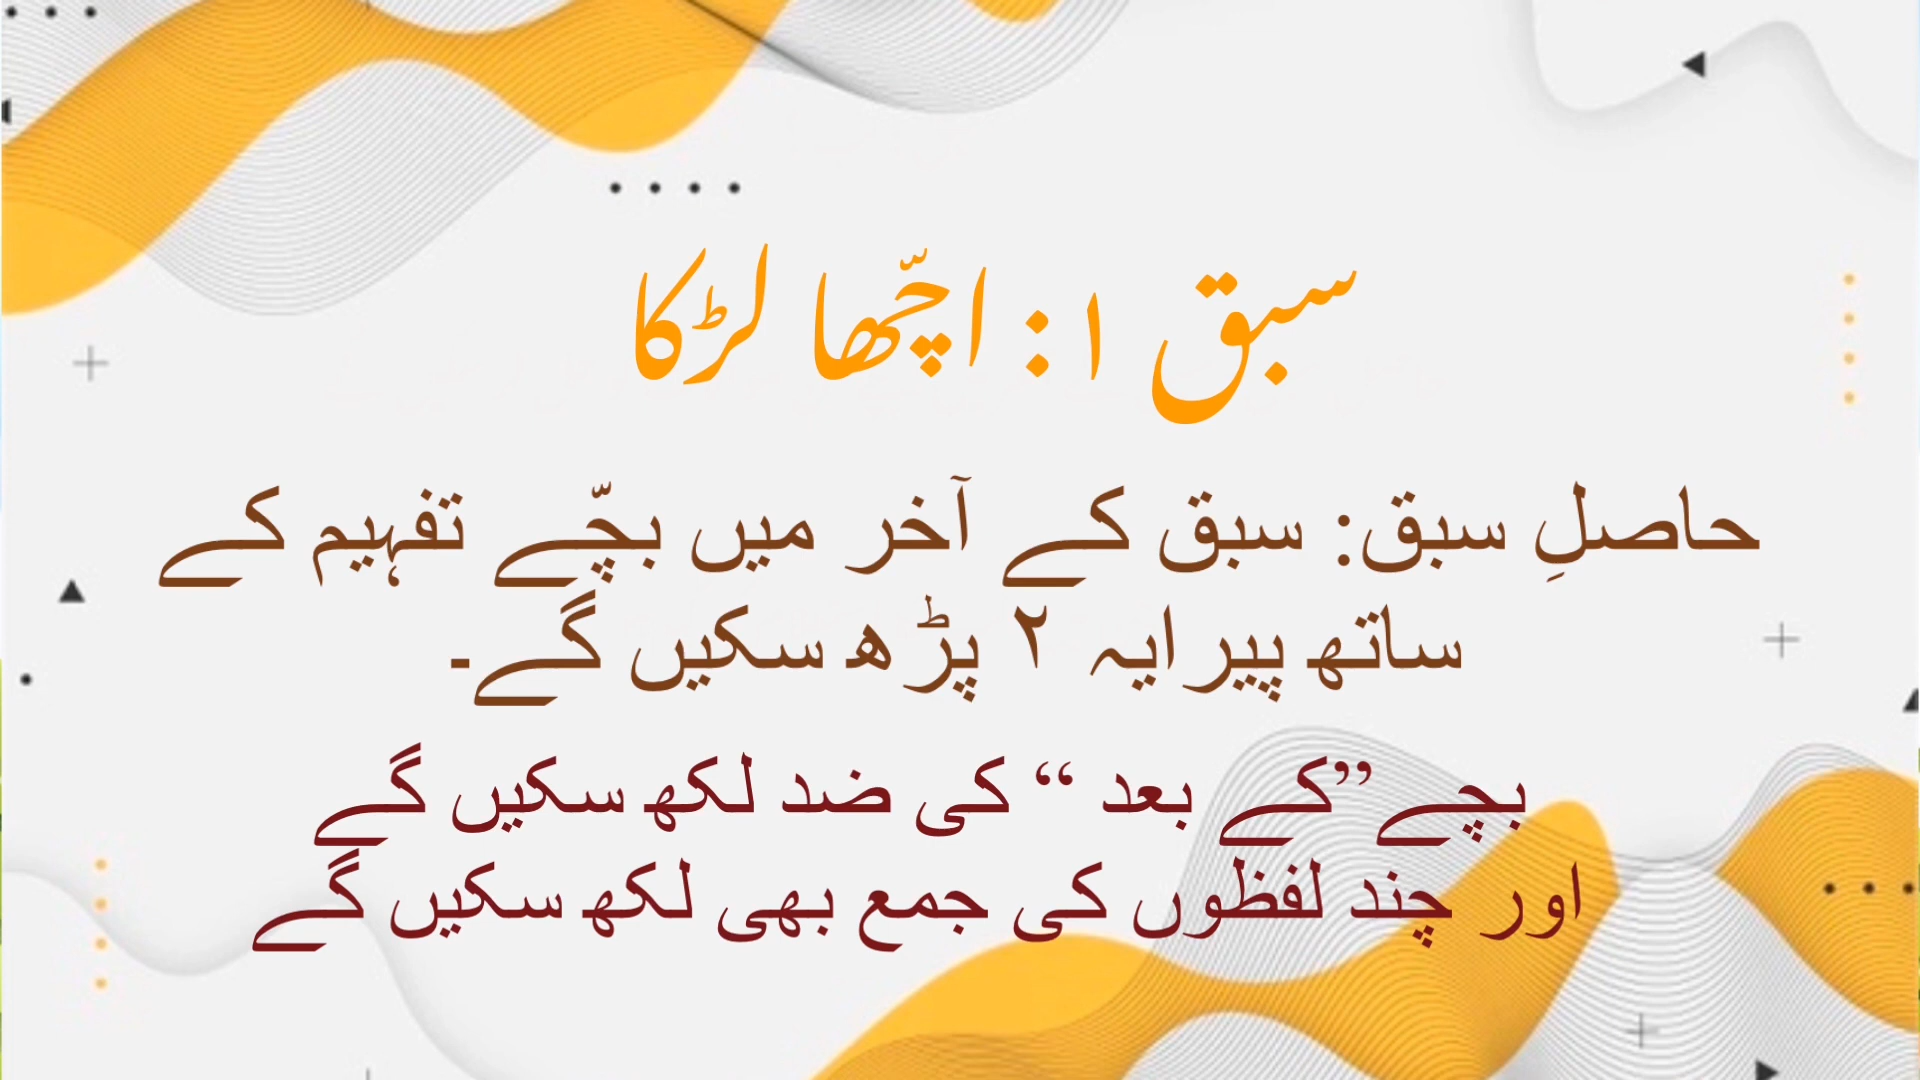 سبق ۱: اچّھا لڑکا
حاصلِ سبق: سبق کے آخر میں بچّے تفہیم کے
ساتھ پیرایہ ۲ پڑھ سکیں گے۔
بچے”کے بعد “ کی ضد لکھ سکیں گے
اور چند لفظوں کی جمع بھی لکھ سکیں گے